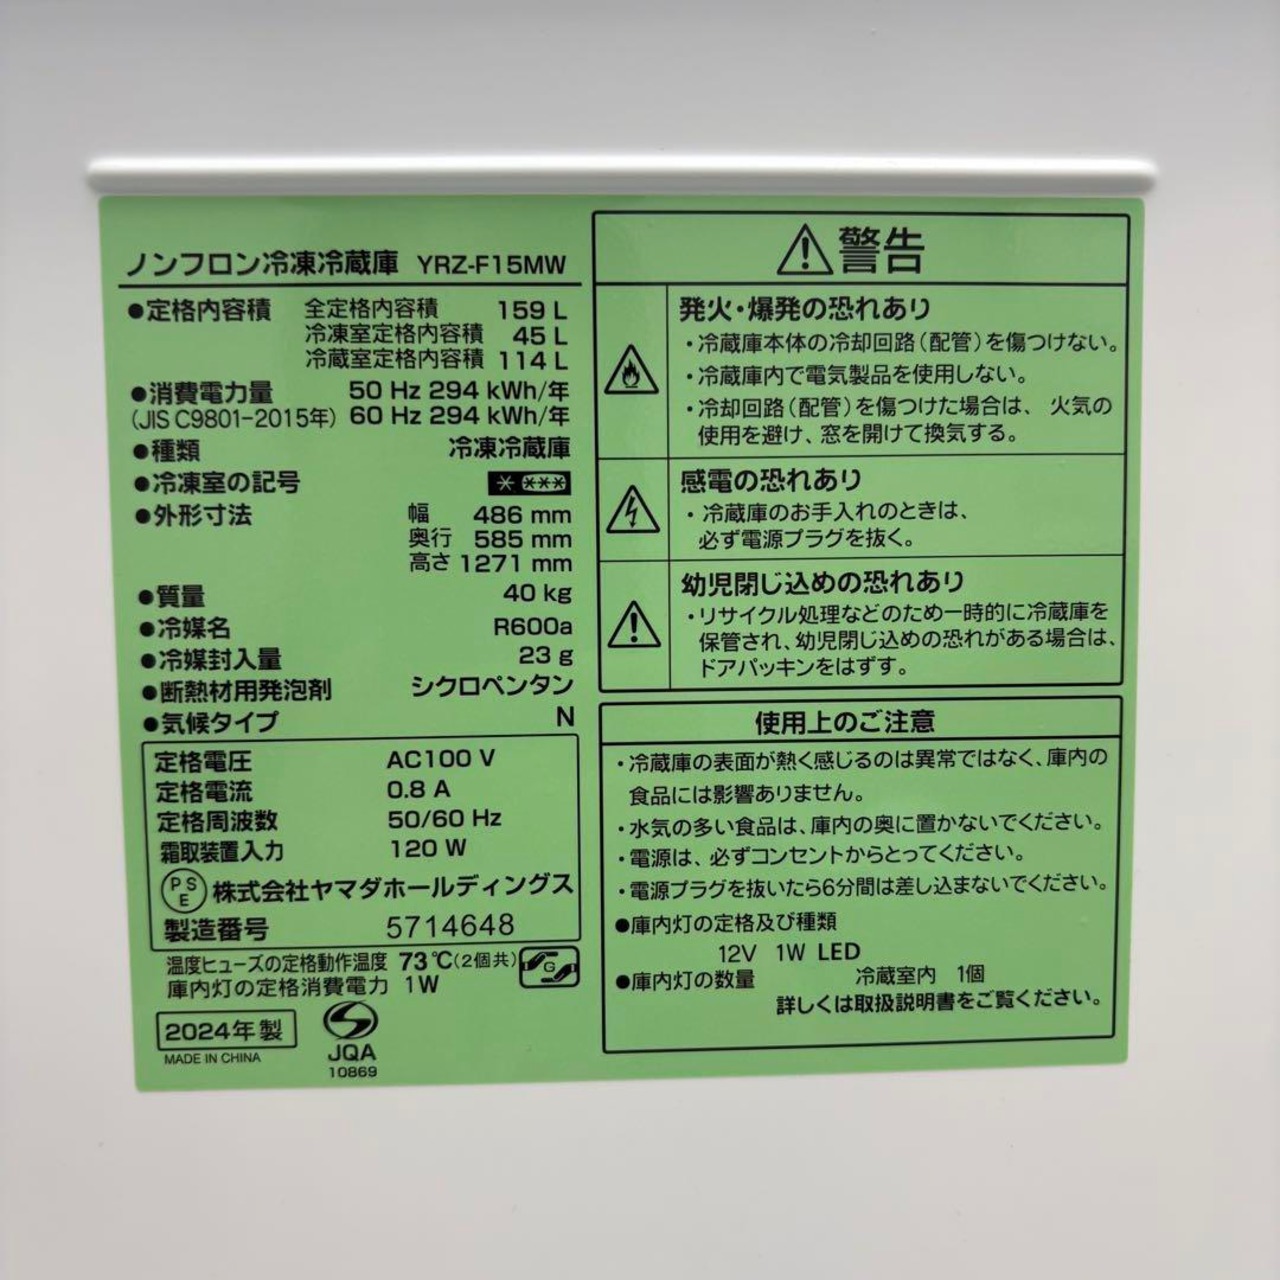 ノンフロン冷凍冷蔵庫 YRZ-F15MW
●定格内容積 全定格内容積 159 L
冷凍室定格内容積 45 L
冷蔵室定格内容積 114 L
●消費電力量 50 Hz 294 kWh/年
(JIS C9801-2015年) 60 Hz 294 kWh/年
●種類 冷凍冷蔵庫
●冷凍室の記号 * ***
●外形寸法 幅 486 mm
奥行 585 mm
高さ 1271 mm
●質量 40 kg
●冷媒名 R600a
●冷媒封入量 23 g
●断熱材用発泡剤 シクロペンタン
●気候タイプ N
定格電圧 AC100 V
定格電流 0.8 A
定格周波数 50/60 Hz
霜取装置入力 120 W
PSE 株式会社ヤマダホールディングス
製造番号 5714648
温度ヒューズの定格動作温度 73℃(2個共)
G
庫内灯の定格消費電力 1W
2024年製
MADE IN CHINA
JQA
10869
警告
発火・爆発の恐れあり
・冷蔵庫本体の冷却回路(配管)を傷つけない。
・冷蔵庫内で電気製品を使用しない。
・冷却回路(配管)を傷つけた場合は、火気の
使用を避け、窓を開けて換気する。
感電の恐れあり
・冷蔵庫のお手入れのときは、
必ず電源プラグを抜く。
幼児閉じ込めの恐れあり
・リサイクル処理などのため一時的に冷蔵庫を
保管され、幼児閉じ込めの恐れがある場合は、
ドアパッキンをはずす。
使用上のご注意
・冷蔵庫の表面が熱く感じるのは異常ではなく、庫内の
食品には影響ありません。
・水気の多い食品は、庫内の奥に置かないでください。
・電源は、必ずコンセントからとってください。
・電源プラグを抜いたら6分間は差し込まないでください。
●庫内灯の定格及び種類
12V 1W LED
●庫内灯の数量 冷蔵室内 1個
詳しくは取扱説明書をご覧ください。